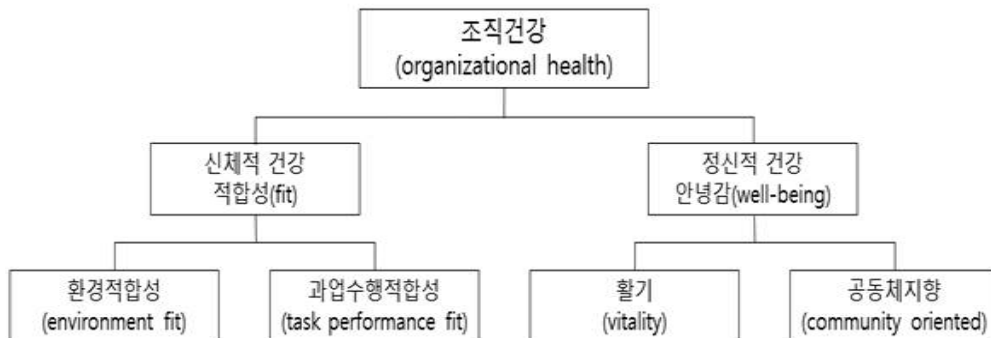 조직건강
(organizational health)
신체적 건강
적합성(fit)
정신적 건강
안녕감(well-being)
환경적합성
(environment fit)
과업수행적합성
(task performance fit)
활기
(vitality)
공동체지향
(community oriented)